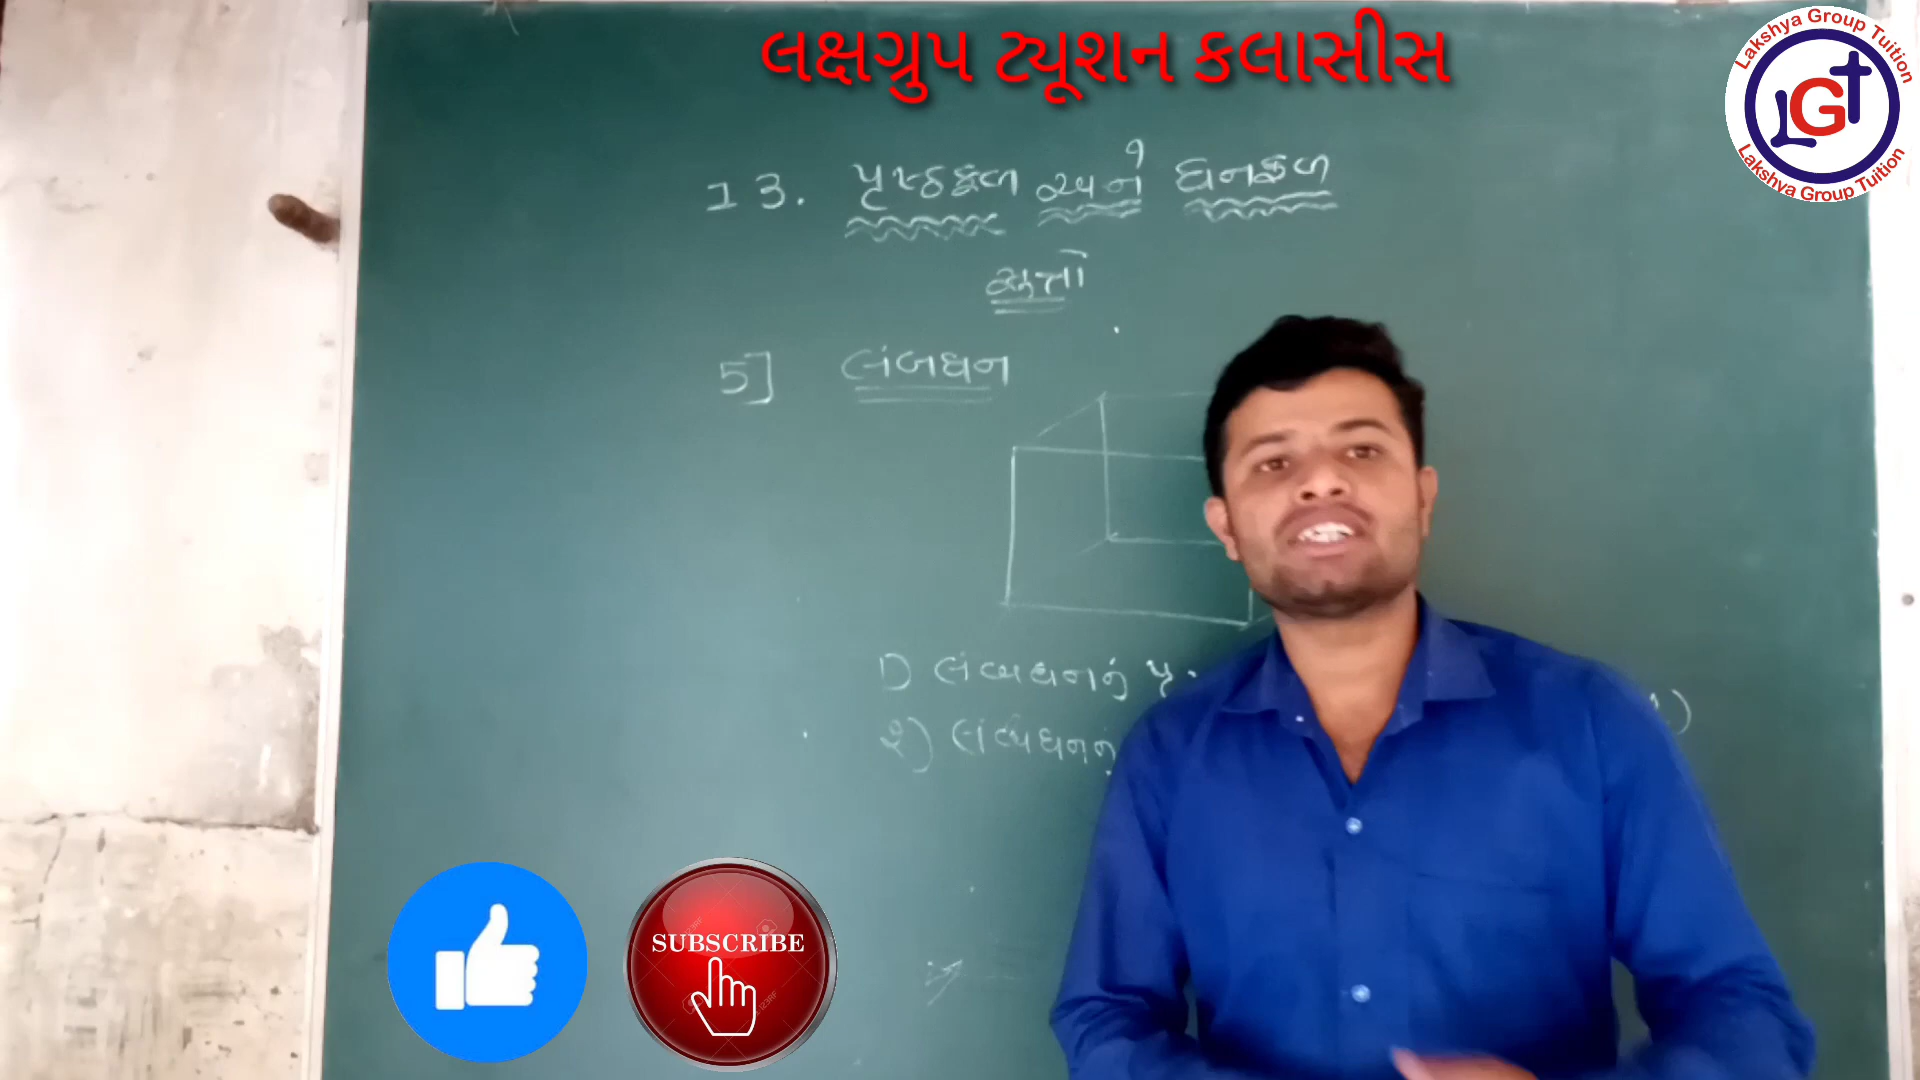 લક્ષગ્રુપ ટ્યૂશન કલાસીસ
Lakshya Group Tuition
LGT
Lakshya Group Tuition
13. પૃષ્ઠફળ અને ઘનફળ
સુત્રો
5] લંબઘન
1) લંબઘનનું પૃ.
૨) લંબઘનનું
SUBSCRIBE